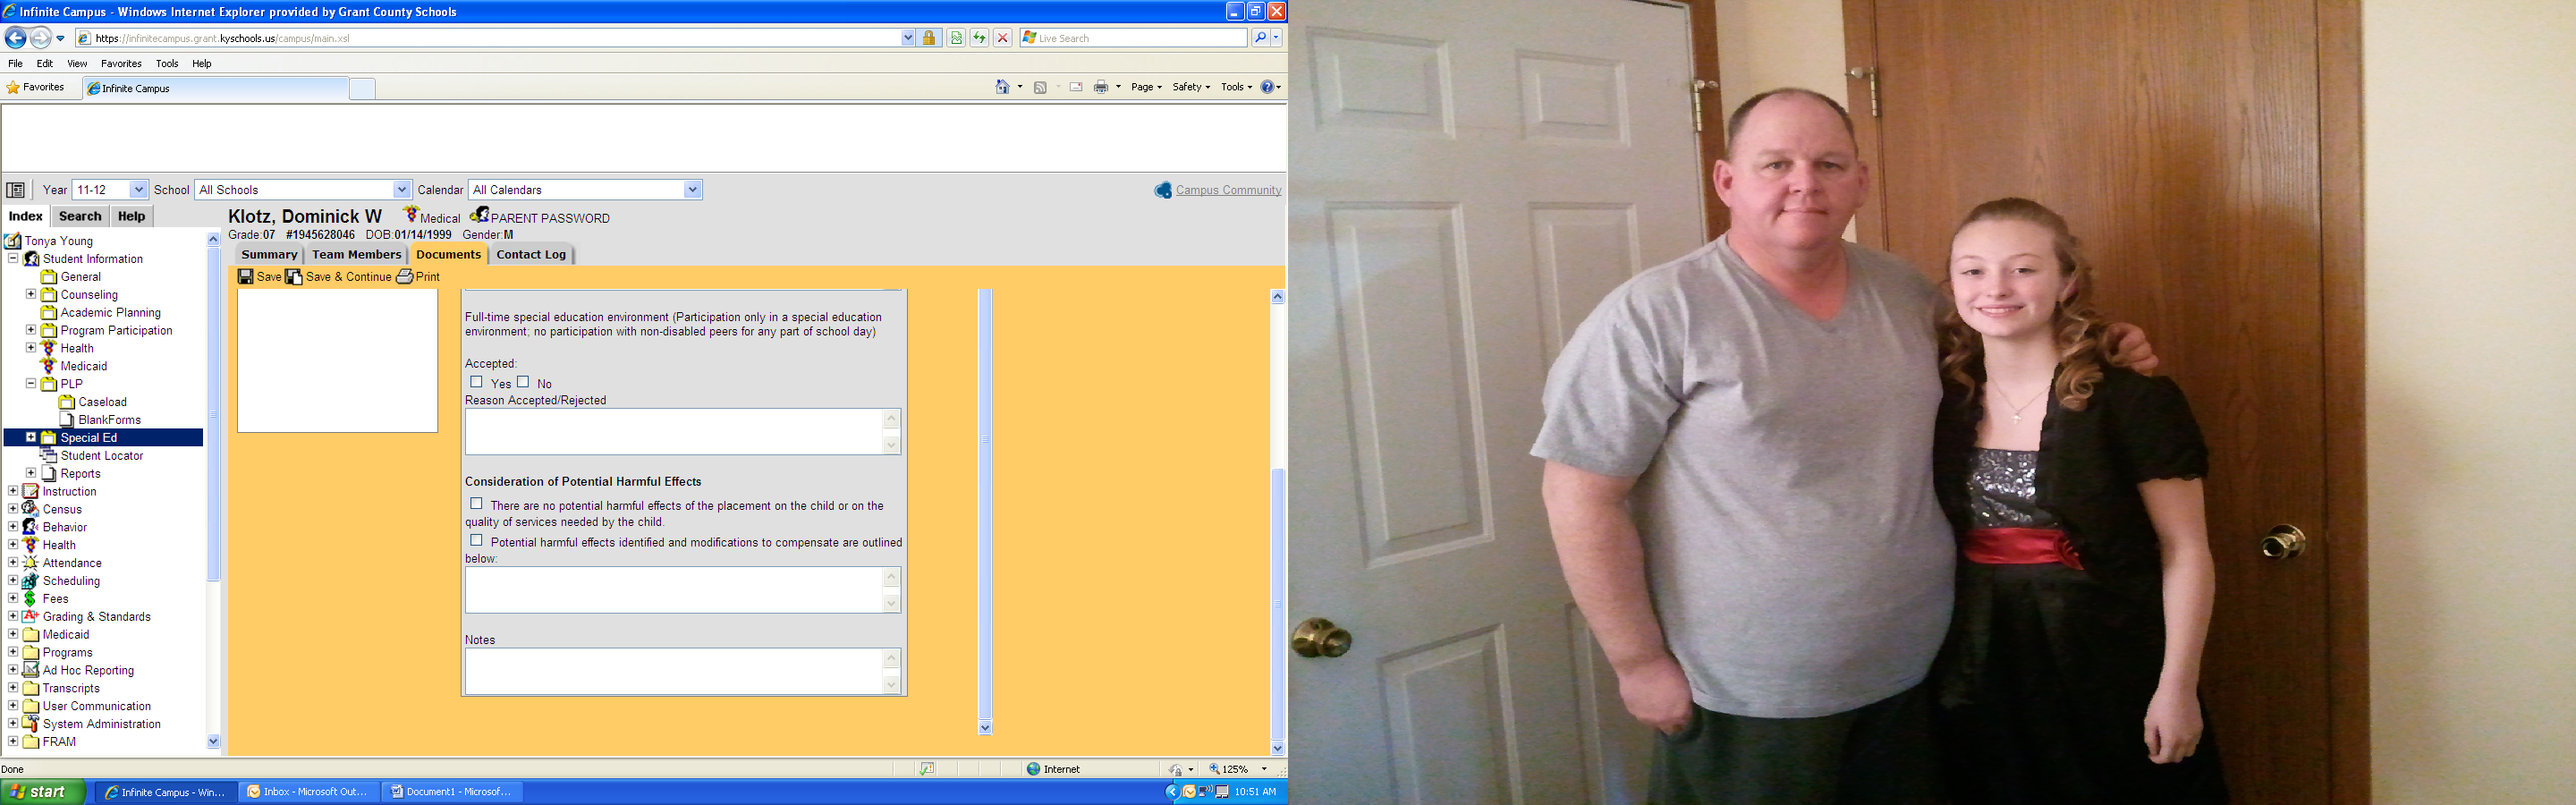 Infinite Campus - Windows Internet Explorer provided by Grant County Schools
https://infinitecampus.grant.kyschools.us/campus/main.xsl
Live Search
File Edit View Favorites Tools Help
Favorites Infinite Campus
Page Safety Tools
Year 11-12 School All Schools Calendar All Calendars
Campus Community
Index Search Help
Klotz, Dominick W Medical PARENT PASSWORD
Grade:07 #1945628046 DOB:01/14/1999 Gender:M
Summary Team Members Documents Contact Log
Save Save & Continue Print
Tonya Young
Student Information
General
Counseling
Academic Planning
Program Participation
Health
Medicaid
PLP
Caseload
BlankForms
Special Ed
Student Locator
Reports
Instruction
Census
Behavior
Health
Attendance
Scheduling
Fees
Grading & Standards
Medicaid
Programs
Ad Hoc Reporting
Transcripts
User Communication
System Administration
FRAM
Full-time special education environment (Participation only in a special education
environment; no participation with non-disabled peers for any part of school day)
Accepted:
Yes No
Reason Accepted/Rejected
Consideration of Potential Harmful Effects
There are no potential harmful effects of the placement on the child or on the
quality of services needed by the child.
Potential harmful effects identified and modifications to compensate are outlined
below:
Notes
Done
Internet
125%
start
Infinite Campus - Win...
Inbox - Microsoft Out...
Document1 - Microsof...
10:51 AM